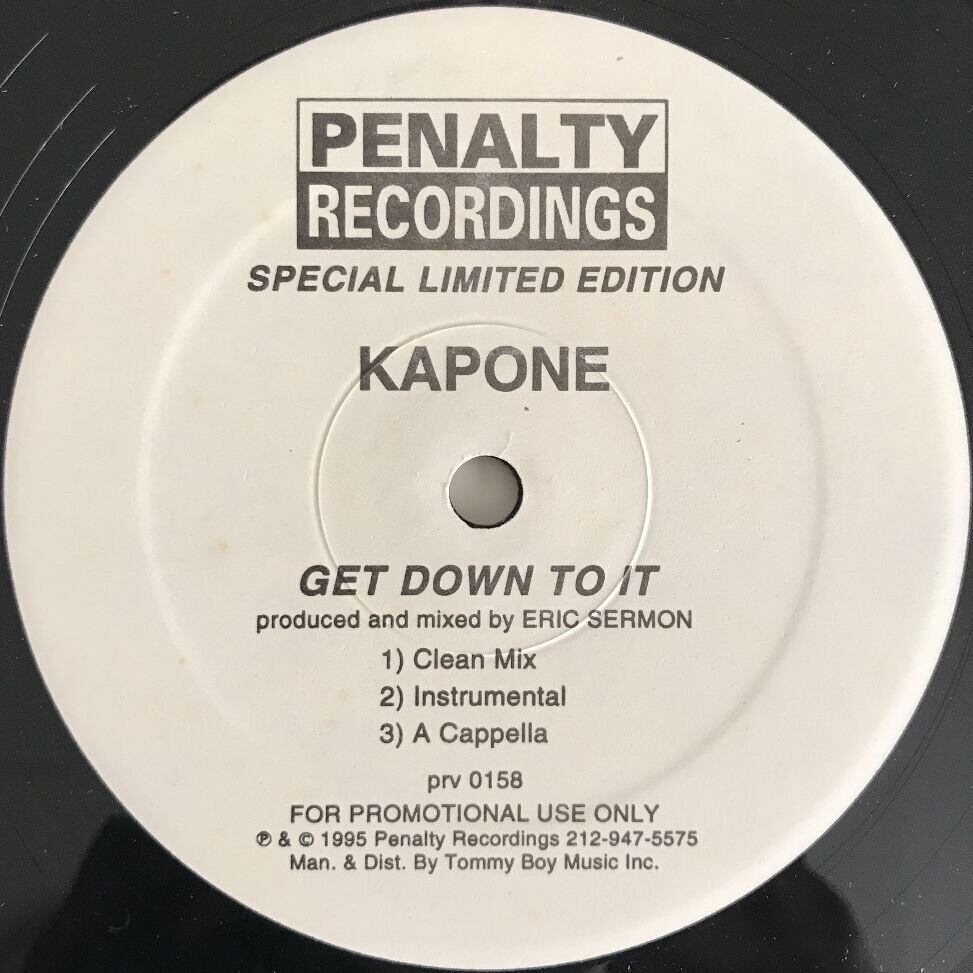 PENALTY
RECORDINGS
SPECIAL LIMITED EDITION
KAPONE
GET DOWN TO IT
produced and mixed by ERIC SERMON
1) Clean Mix
2) Instrumental
3) A Cappella
prv 0158
FOR PROMOTIONAL USE ONLY
℗ & © 1995 Penalty Recordings 212-947-5575
Man. & Dist. By Tommy Boy Music Inc.